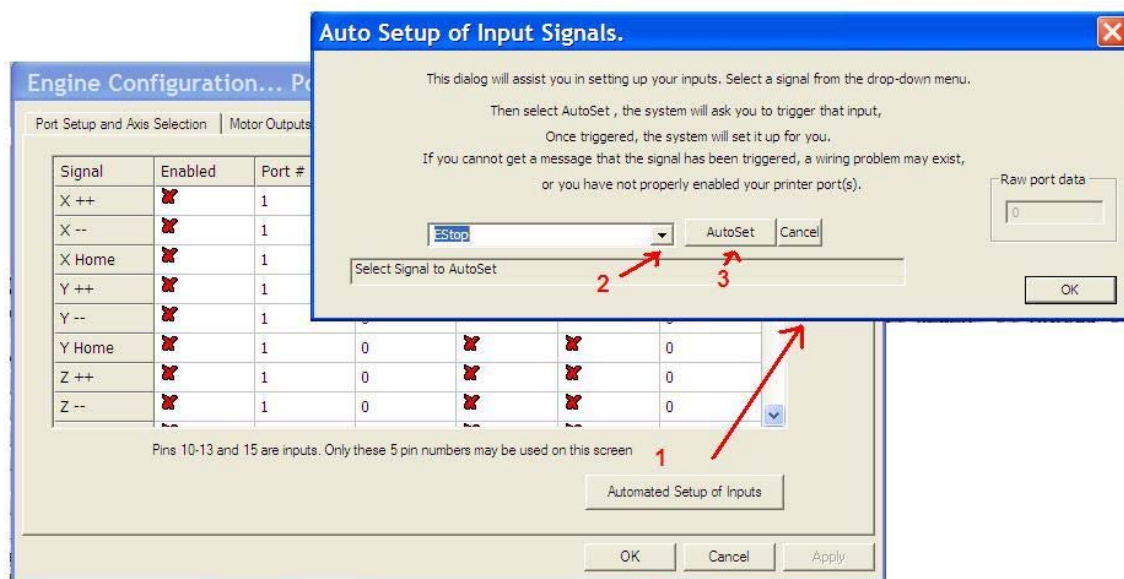 Auto Setup of Input Signals.
This dialog will assist you in setting up your inputs. Select a signal from the drop-down menu.
Then select AutoSet , the system will ask you to trigger that input,
Once triggered, the system will set it up for you.
If you cannot get a message that the signal has been triggered, a wiring problem may exist,
or you have not properly enabled your printer port(s).
Raw port data
0
EStop
AutoSet
Cancel
2
3
Select Signal to AutoSet
OK
Engine Configuration...
Port Setup and Axis Selection
Motor Outputs
Signal Enabled Port #
X ++ 1
X -- 1
X Home 1
Y ++ 1
Y -- 1
Y Home 1 0 0
Z ++ 1 0 0
Z -- 1 0 0
Pins 10-13 and 15 are inputs. Only these 5 pin numbers may be used on this screen
1
Automated Setup of Inputs
OK Cancel Apply